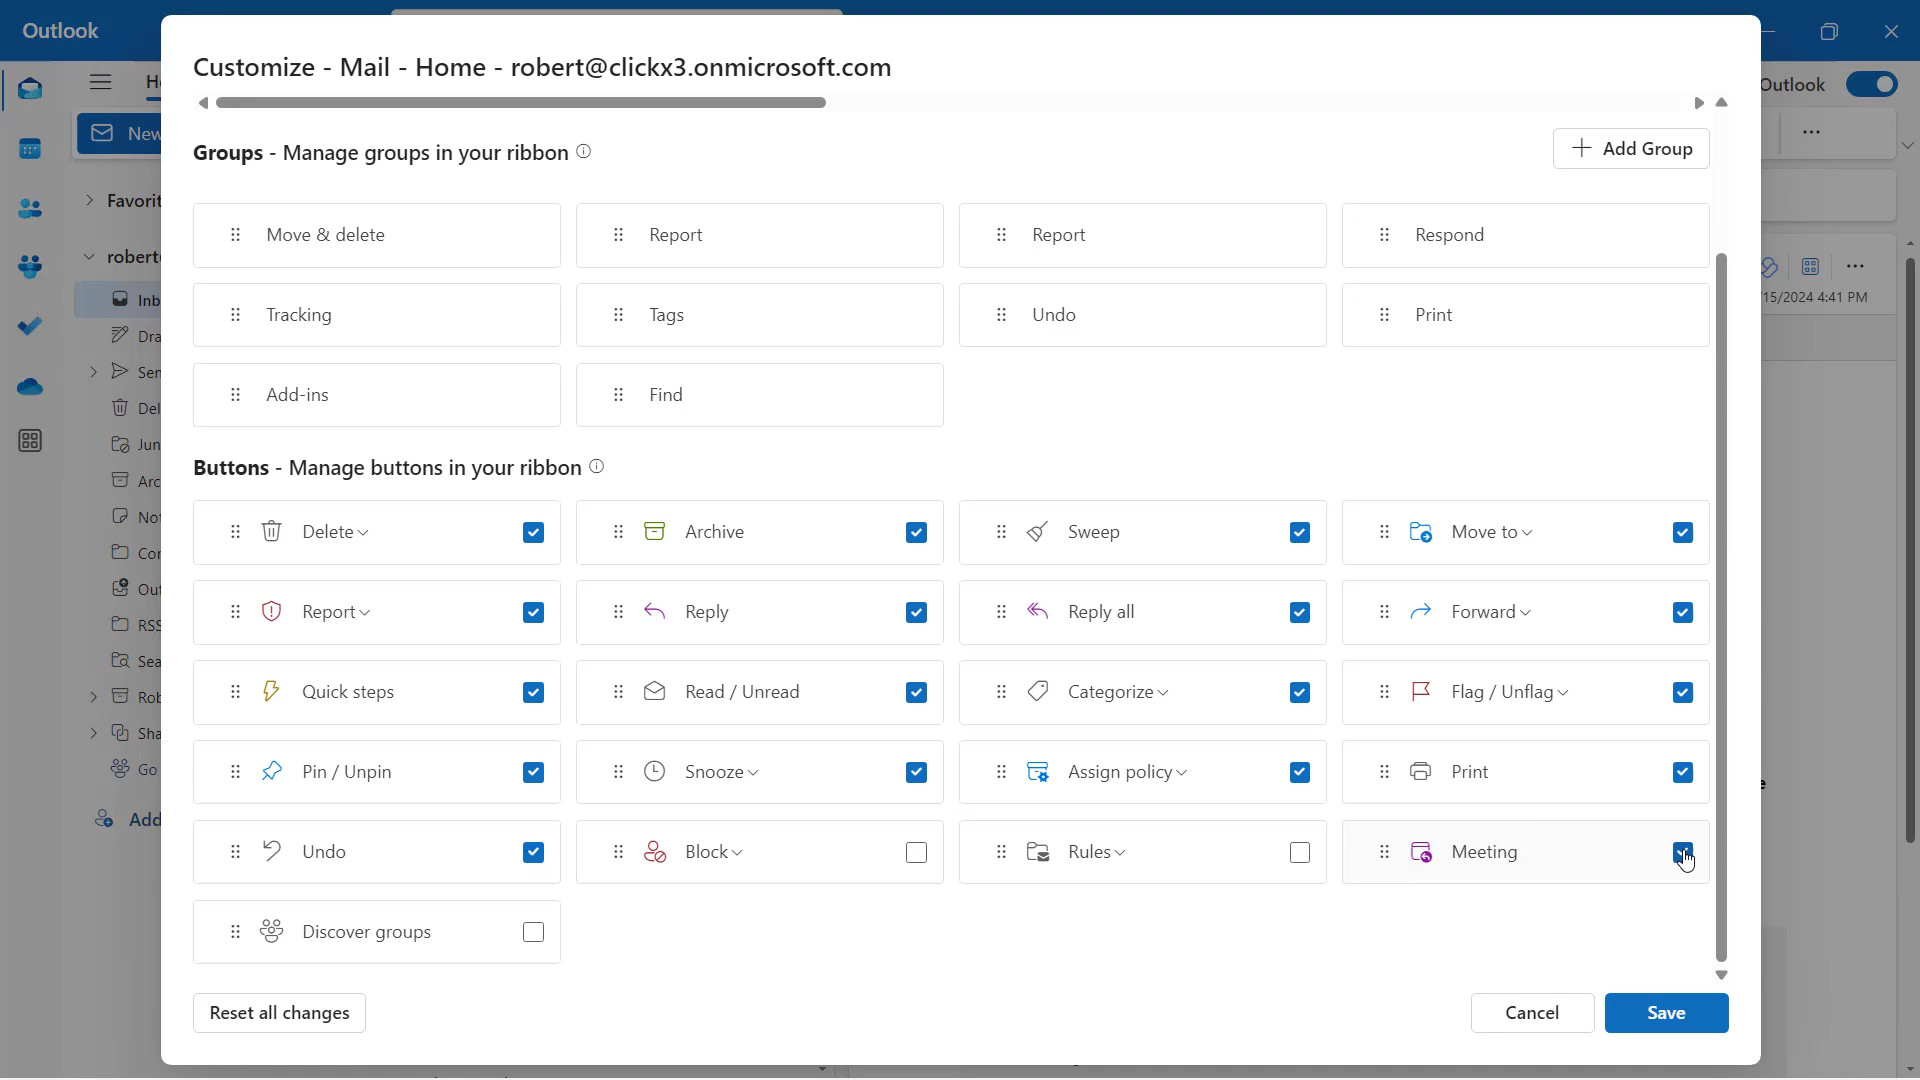 Outlook
Customize - Mail - Home - robert@clickx3.onmicrosoft.com
Outlook
New
Groups - Manage groups in your ribbon
Add Group
Move & delete
Report
Report
Respond
Tracking
Tags
Undo
Print
Add-ins
Find
Buttons - Manage buttons in your ribbon
Delete
Archive
Sweep
Move to
Report
Reply
Reply all
Forward
Quick steps
Read / Unread
Categorize
Flag / Unflag
Pin / Unpin
Snooze
Assign policy
Print
Undo
Block
Rules
Meeting
Discover groups
Reset all changes
Cancel
Save
Favorit
robert
Inb
Dra
Sen
Del
Jun
Arc
Not
Con
Out
RSS
Sea
Rob
Sha
Go
Add
15/2024 4:41 PM